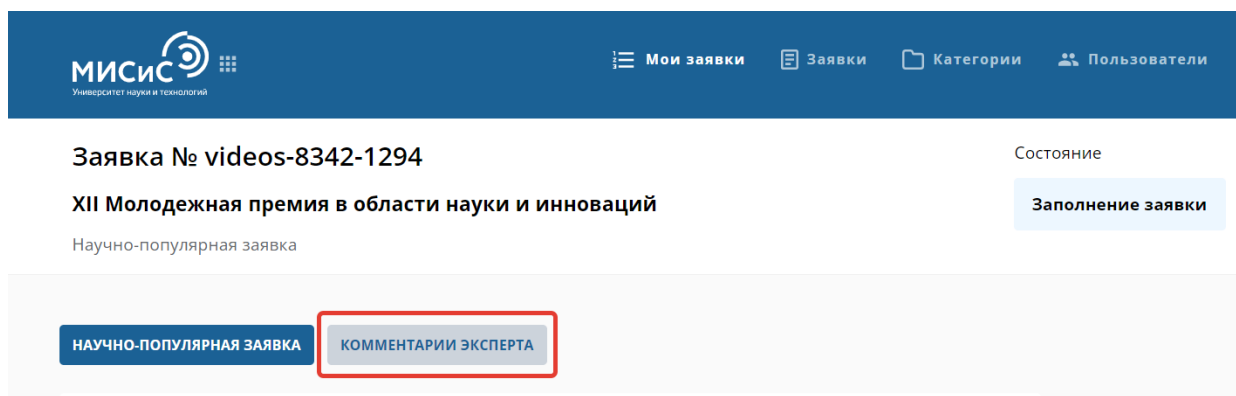 МИСиС
Университет науки и технологий
Мои заявки
Заявки
Категории
Пользователи
Заявка № videos-8342-1294
Состояние
XII Молодежная премия в области науки и инноваций
Заполнение заявки
Научно-популярная заявка
НАУЧНО-ПОПУЛЯРНАЯ ЗАЯВКА
КОММЕНТАРИИ ЭКСПЕРТА